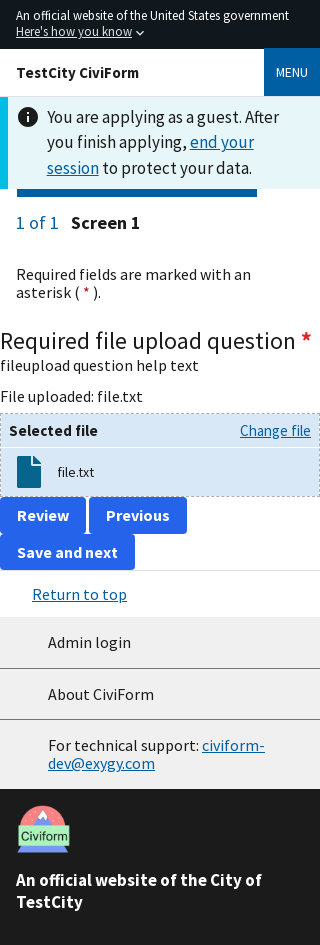 An official website of the United States government
Here's how you know
TestCity CiviForm
MENU
You are applying as a guest. After
you finish applying, end your
session to protect your data.
1 of 1 Screen 1
Required fields are marked with an
asterisk ( * ).
Required file upload question *
fileupload question help text
File uploaded: file.txt
Selected file
Change file
file.txt
Review
Previous
Save and next
Return to top
Admin login
About CiviForm
For technical support: civiform-
dev@exygy.com
Civiform
An official website of the City of
TestCity